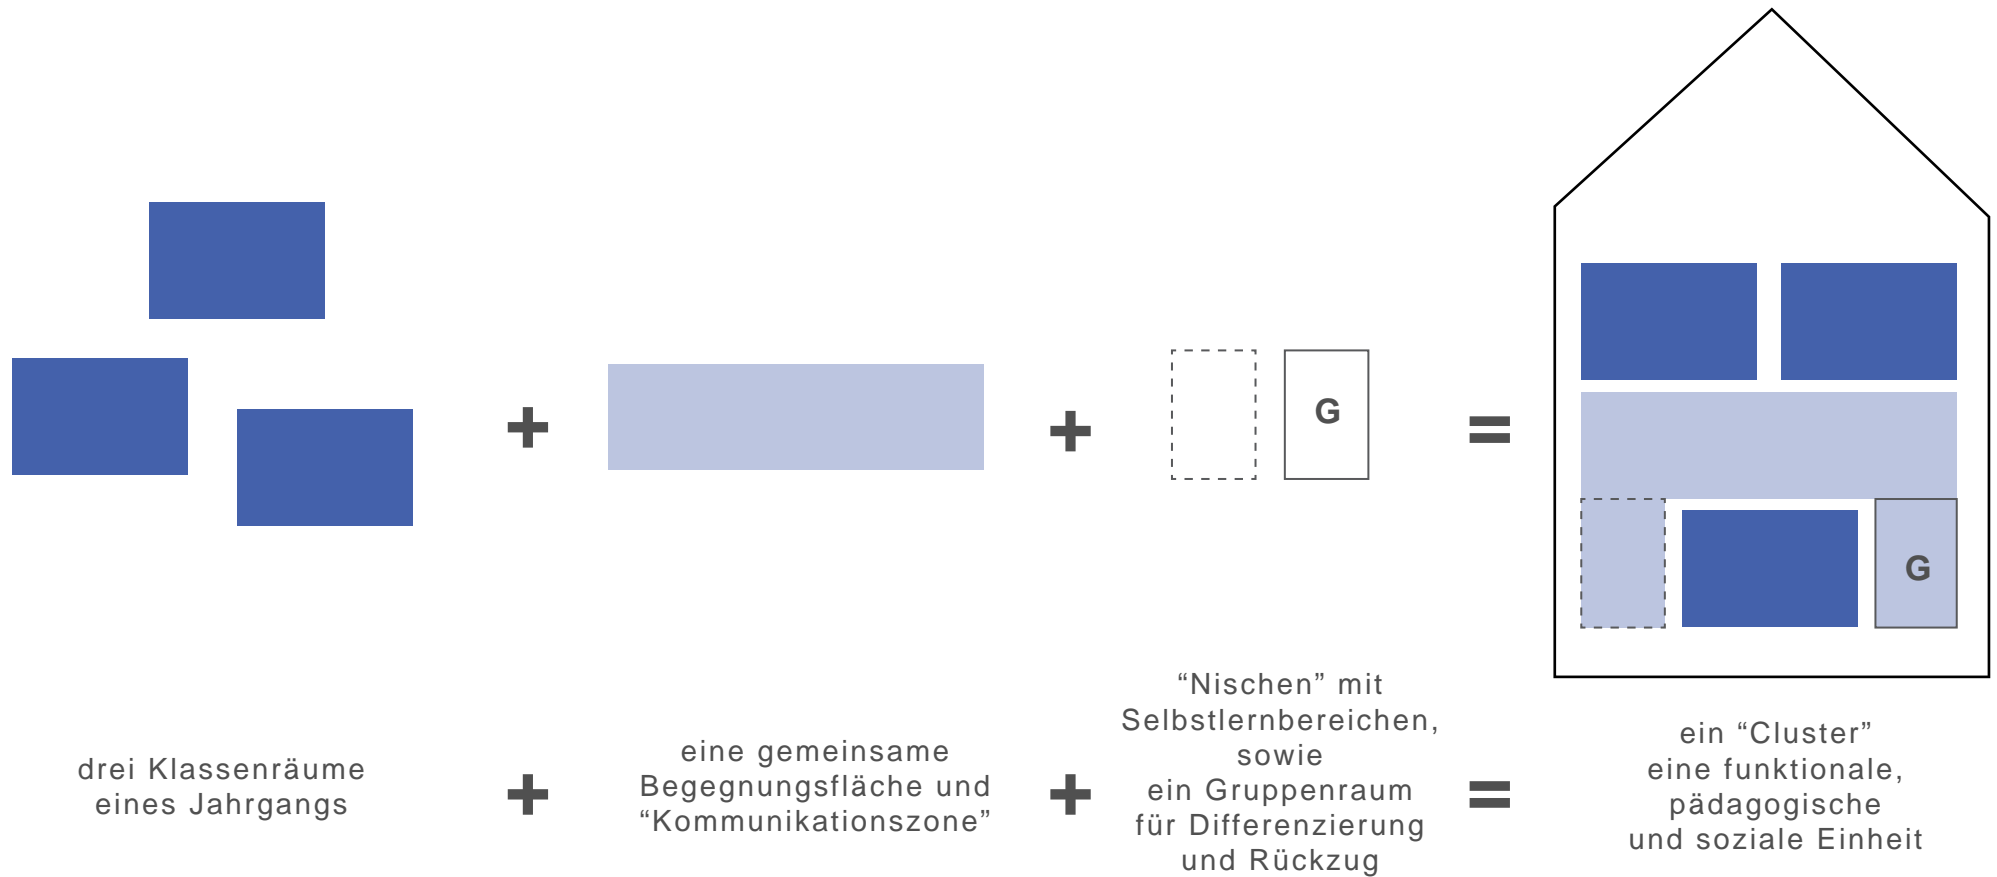 G
G
drei Klassenräume
eines Jahrgangs
eine gemeinsame
Begegnungsfläche und
“Kommunikationszone”
“Nischen” mit
Selbstlernbereichen,
sowie
ein Gruppenraum
für Differenzierung
und Rückzug
ein “Cluster”
eine funktionale,
pädagogische
und soziale Einheit